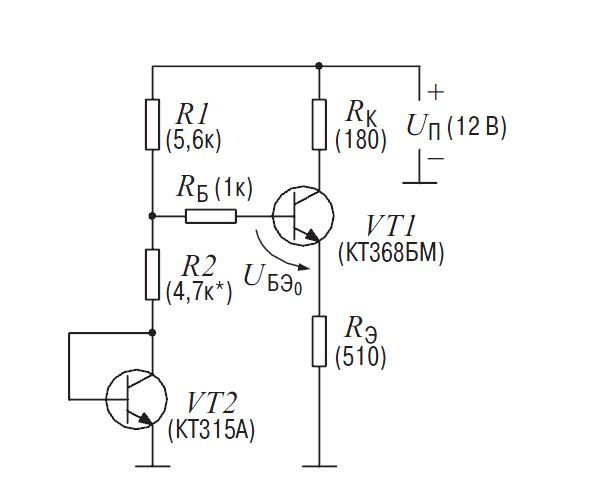 R1
(5,6к)
RК
(180)
+
UП (12 В)
−
RБ (1к)
VT1
(КТ368БМ)
UБЭ0
R2
(4,7к*)
RЭ
(510)
VT2
(КТ315А)